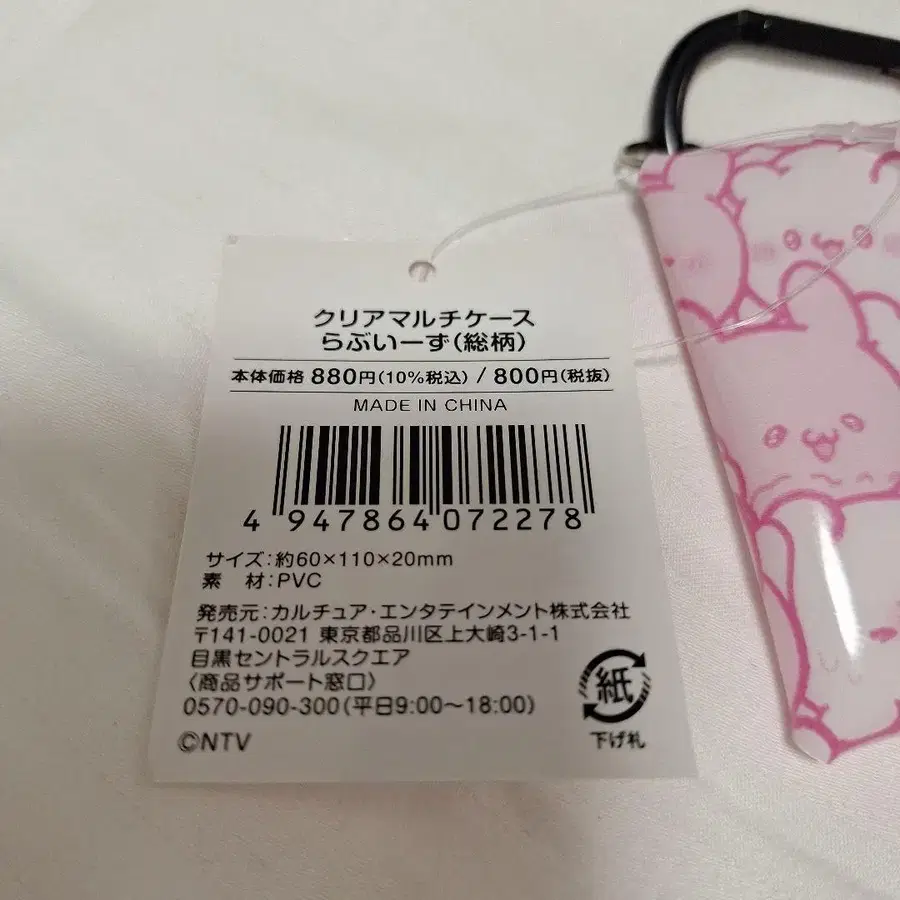 クリアマルチケース
らぶいーず(総柄)
本体価格 880円(10%税込) / 800円(税抜)
MADE IN CHINA
4 947864 072278
サイズ:約60×110×20mm
素 材:PVC
発売元:カルチュア・エンタテインメント株式会社
〒141-0021 東京都品川区上大崎3-1-1
目黒セントラルスクエア
〈商品サポート窓口〉
0570-090-300(平日9:00〜18:00)
©NTV
紙
下げ札